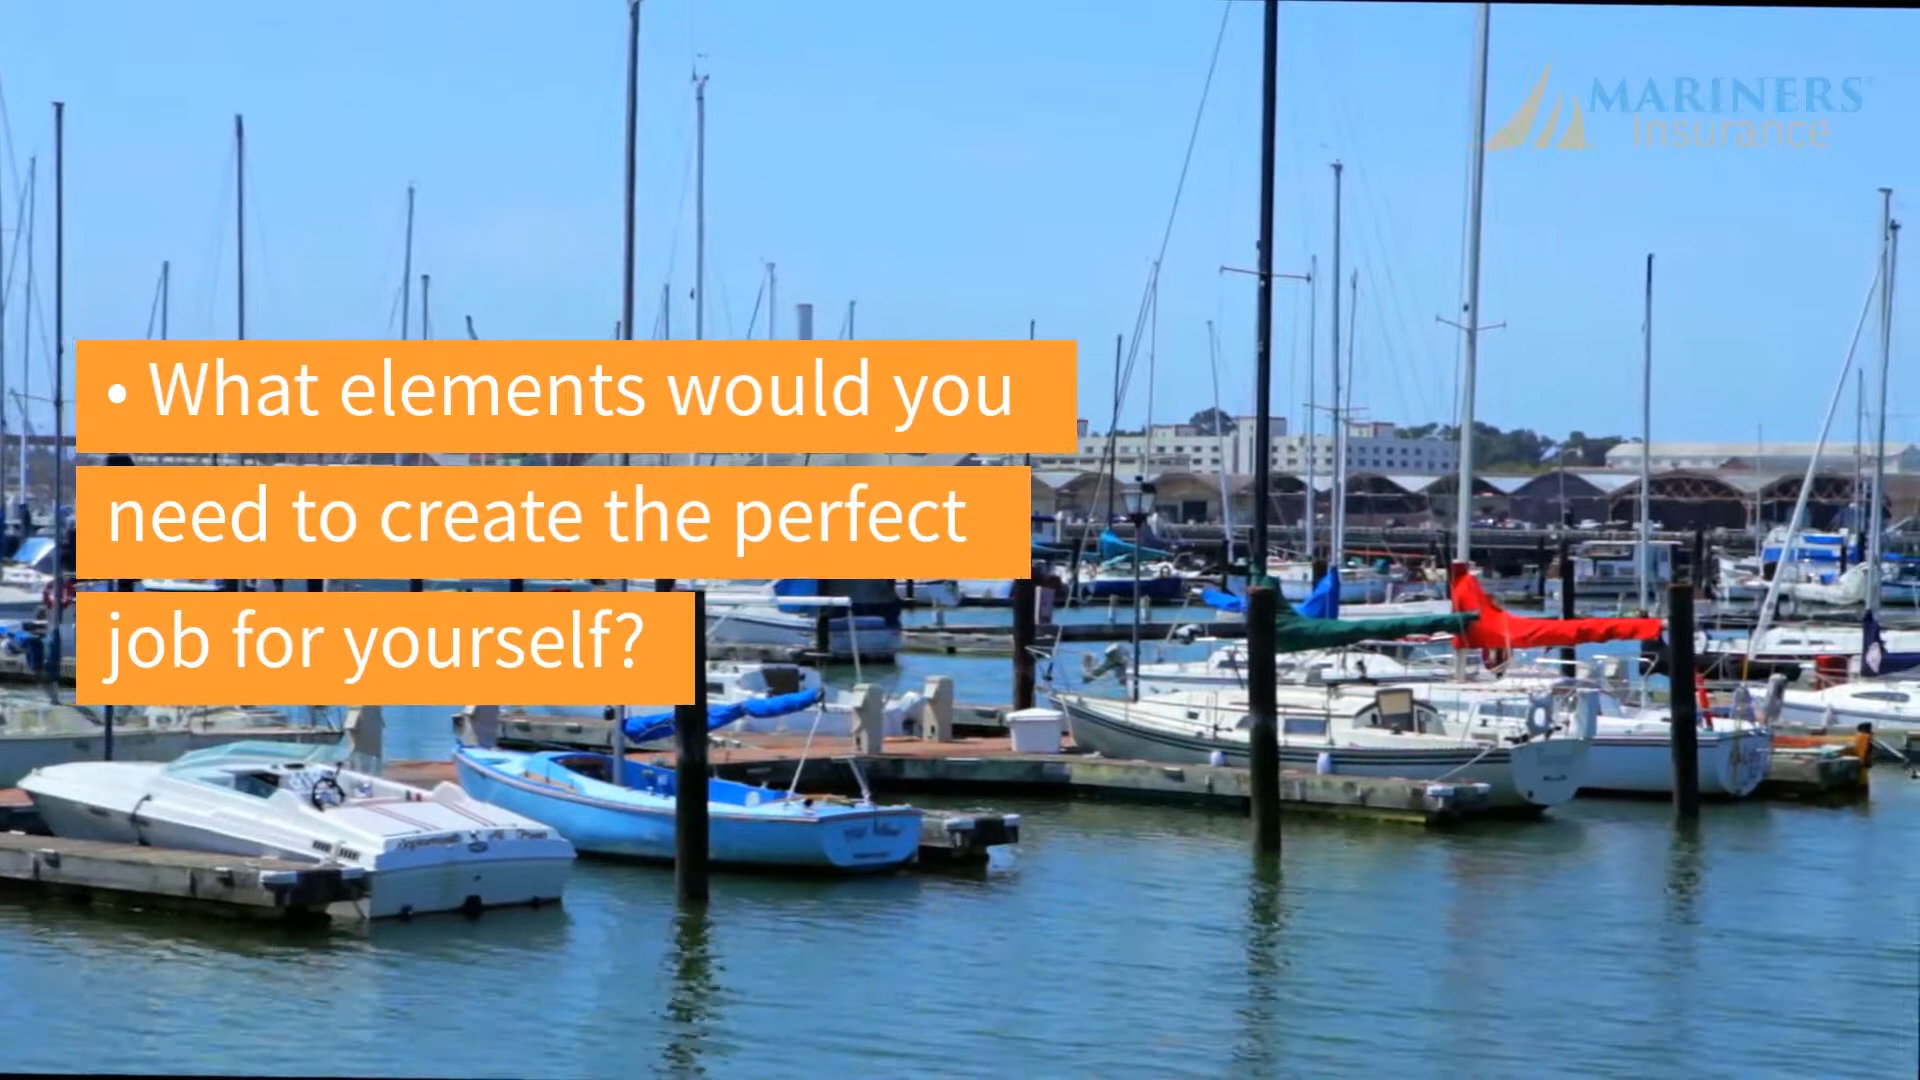 MARINERS®
Insurance
• What elements would you
need to create the perfect
job for yourself?